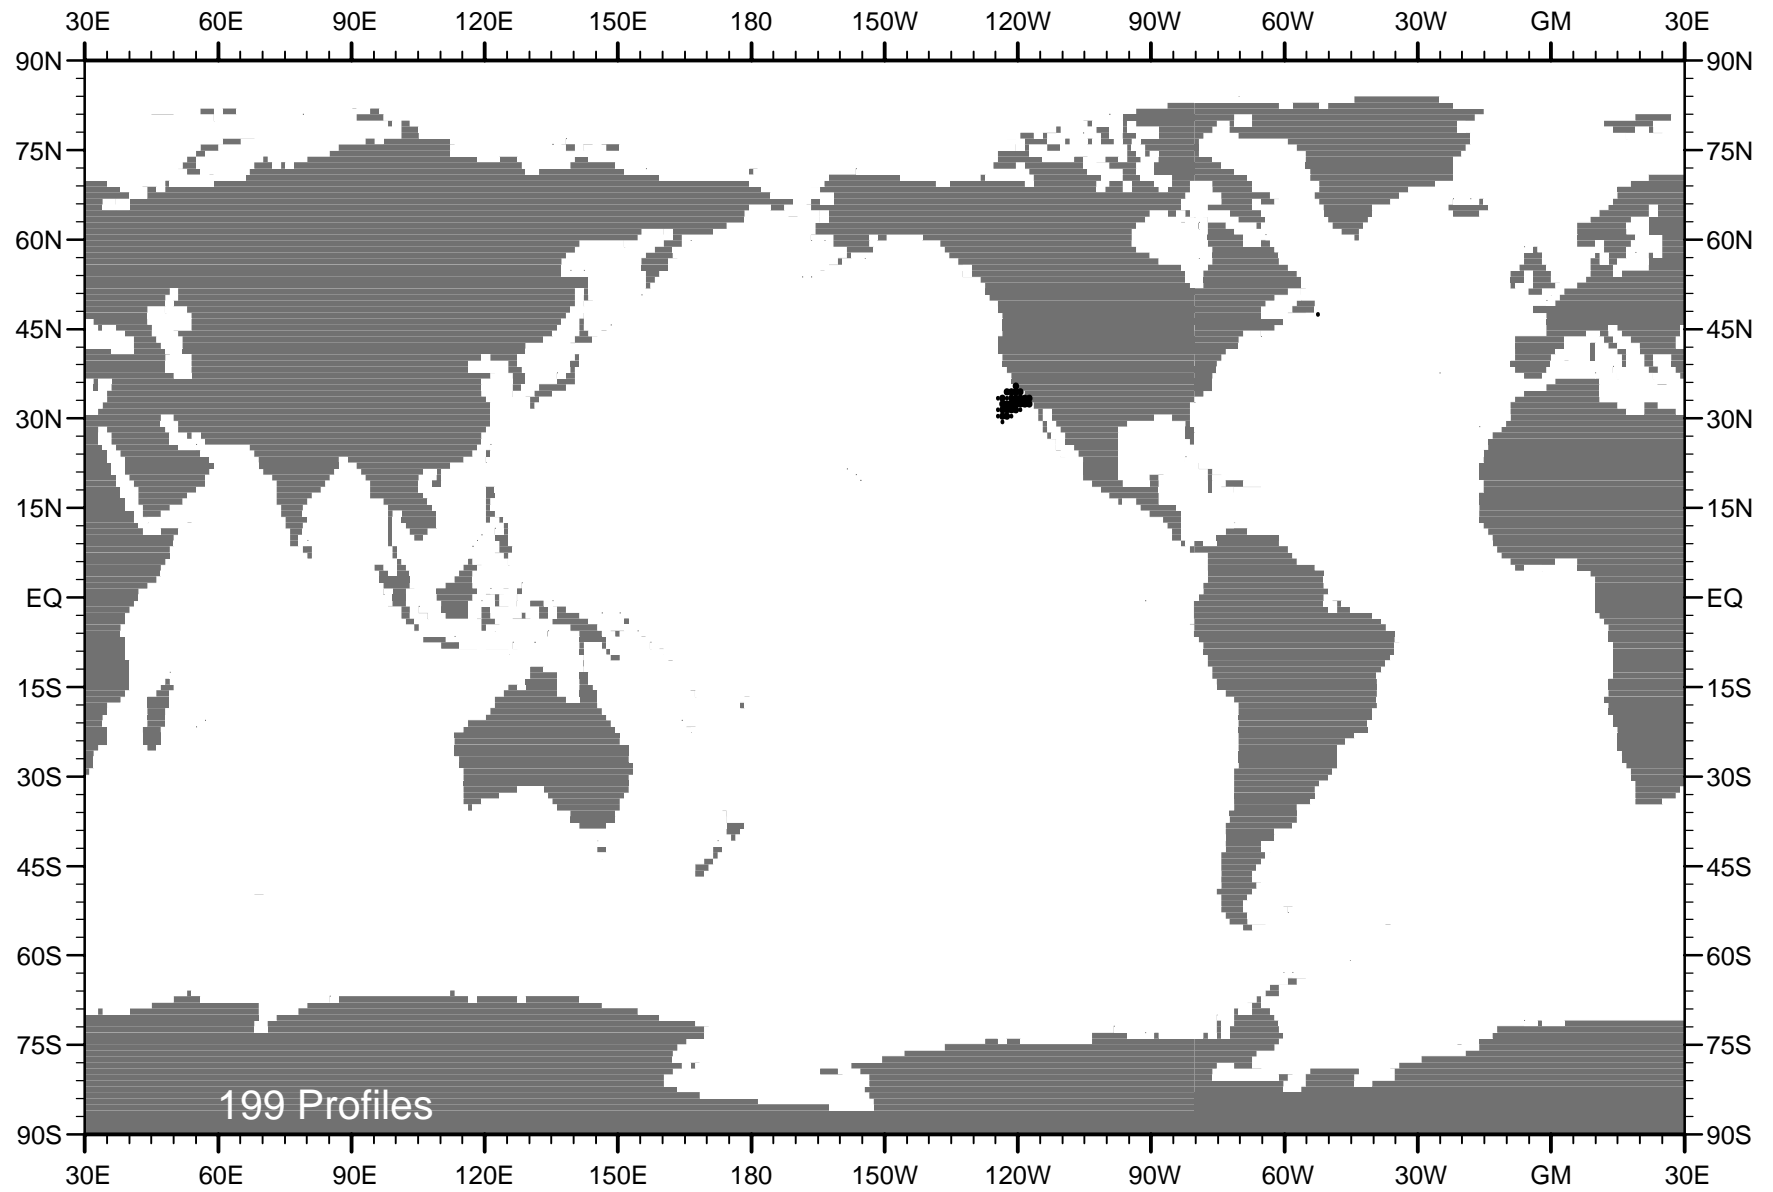 30E 60E 90E 120E 150E 180 150W 120W 90W 60W 30W GM 30E
90N 90N
75N 75N
60N 60N
45N 45N
30N 30N
15N 15N
EQ EQ
15S 15S
30S 30S
45S 45S
60S 60S
75S 75S
199 Profiles
90S 90S
30E 60E 90E 120E 150E 180 150W 120W 90W 60W 30W GM 30E